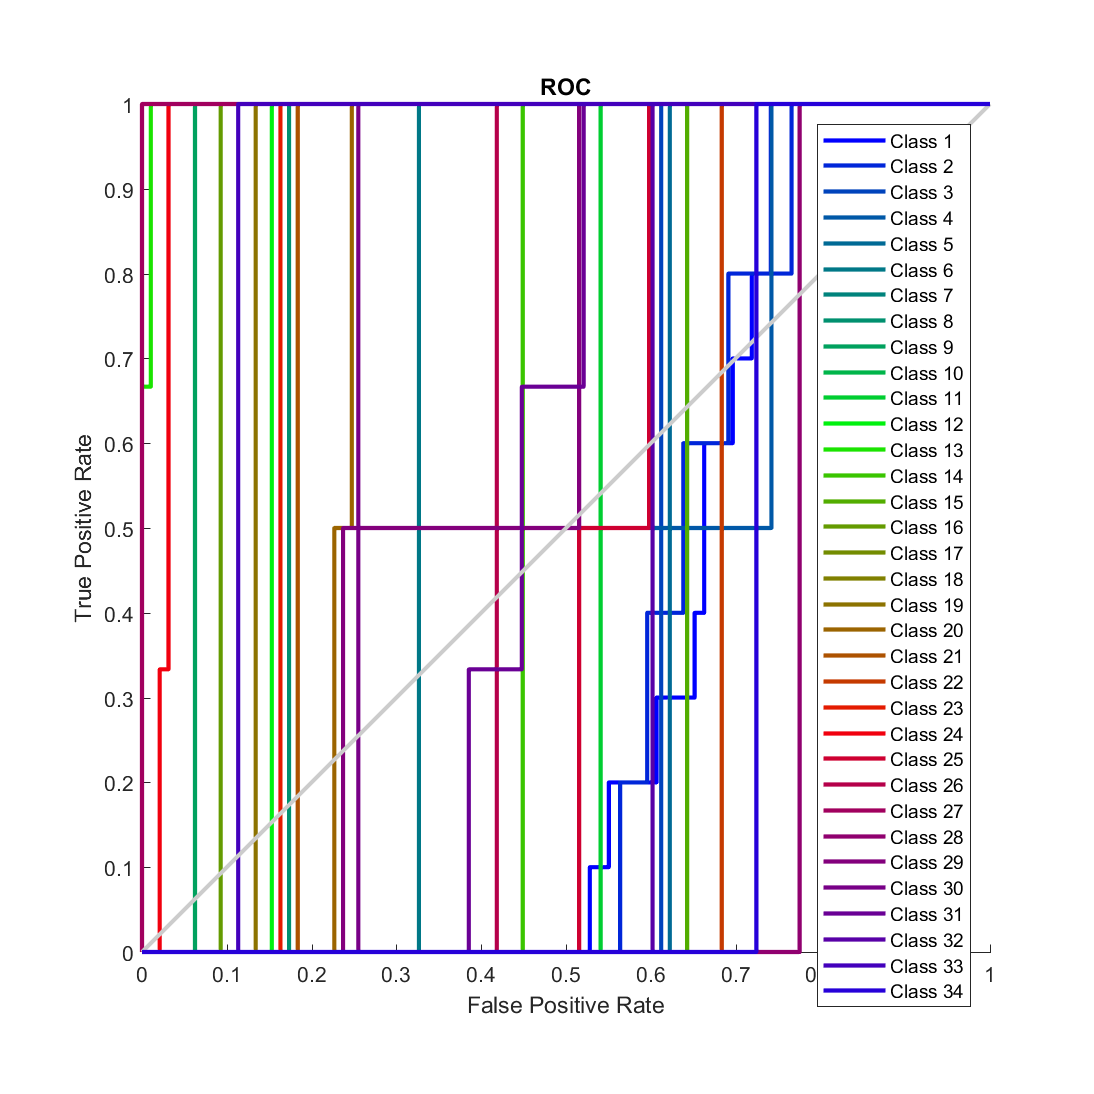 ROC
True Positive Rate
1
0.9
0.8
0.7
0.6
0.5
0.4
0.3
0.2
0.1
0
0 0.1 0.2 0.3 0.4 0.5 0.6 0.7 0 1
False Positive Rate
Class 1
Class 2
Class 3
Class 4
Class 5
Class 6
Class 7
Class 8
Class 9
Class 10
Class 11
Class 12
Class 13
Class 14
Class 15
Class 16
Class 17
Class 18
Class 19
Class 20
Class 21
Class 22
Class 23
Class 24
Class 25
Class 26
Class 27
Class 28
Class 29
Class 30
Class 31
Class 32
Class 33
Class 34